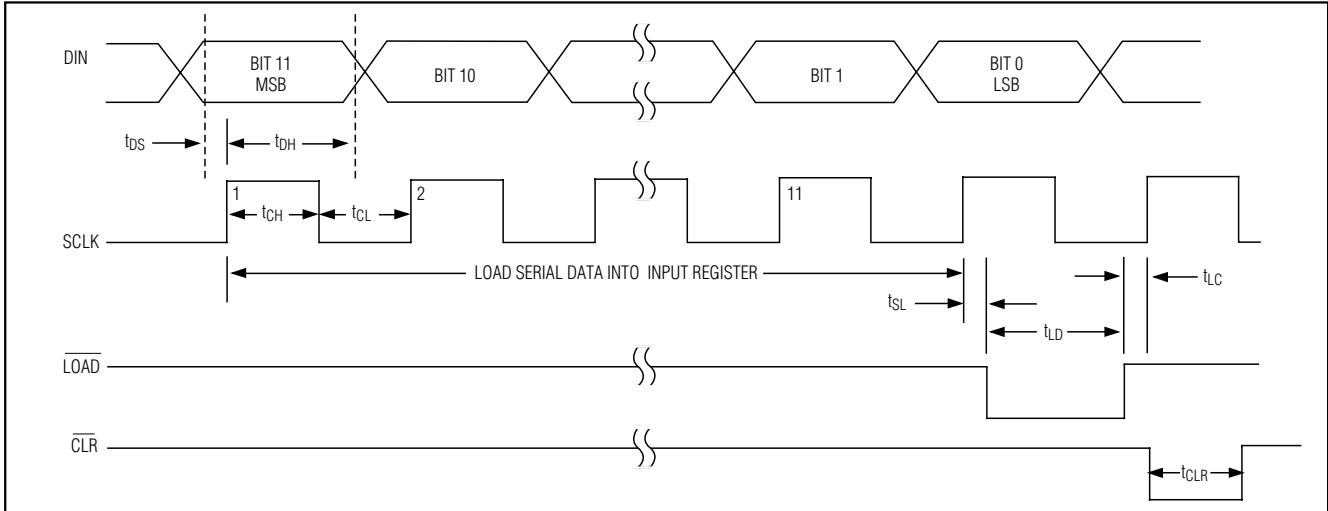 DIN
BIT 11
MSB
BIT 10
BIT 1
BIT 0
LSB
tDS
tDH
1
2
11
tCH
tCL
SCLK
LOAD SERIAL DATA INTO INPUT REGISTER
tLC
tSL
tLD
LOAD
CLR
tCLR